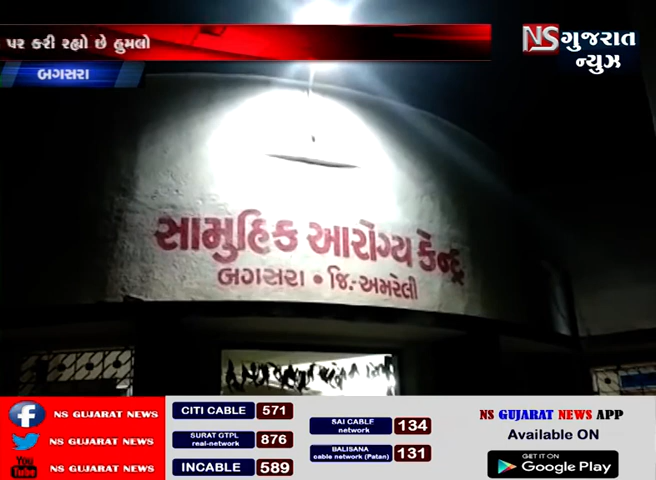 પર કરી રહ્યો છે હુમલો
NS ગુજરાત
ન્યુઝ
બગસરા
સામુહિક આરોગ્ય કેન્દ્ર
બગસરા • જિ.-અમરેલી
NS GUJARAT NEWS
NS GUJARAT NEWS
You
Tube
NS GUJARAT NEWS
CITI CABLE 571
SURAT GTPL
real-network 876
INCABLE 589
SAI CABLE
network 134
BALISANA
cable network (Patan) 131
NS GUJARAT NEWS APP
Available ON
GET IT ON
Google Play